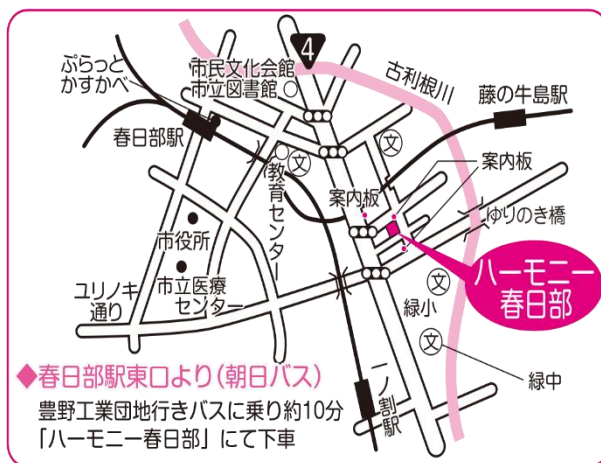 4
ぷらっと
かすかべ
市民文化会館
市立図書館
古利根川
藤の牛島駅
春日部駅
文
文
教育センター
案内板
案内板
ゆりのき橋
市役所
市立医療
センター
ユリノキ
通り
ハーモニー
春日部
文
緑小
文
緑中
一ノ割駅
◆春日部駅東口より(朝日バス)
豊野工業団地行きバスに乗り約10分
「ハーモニー春日部」にて下車